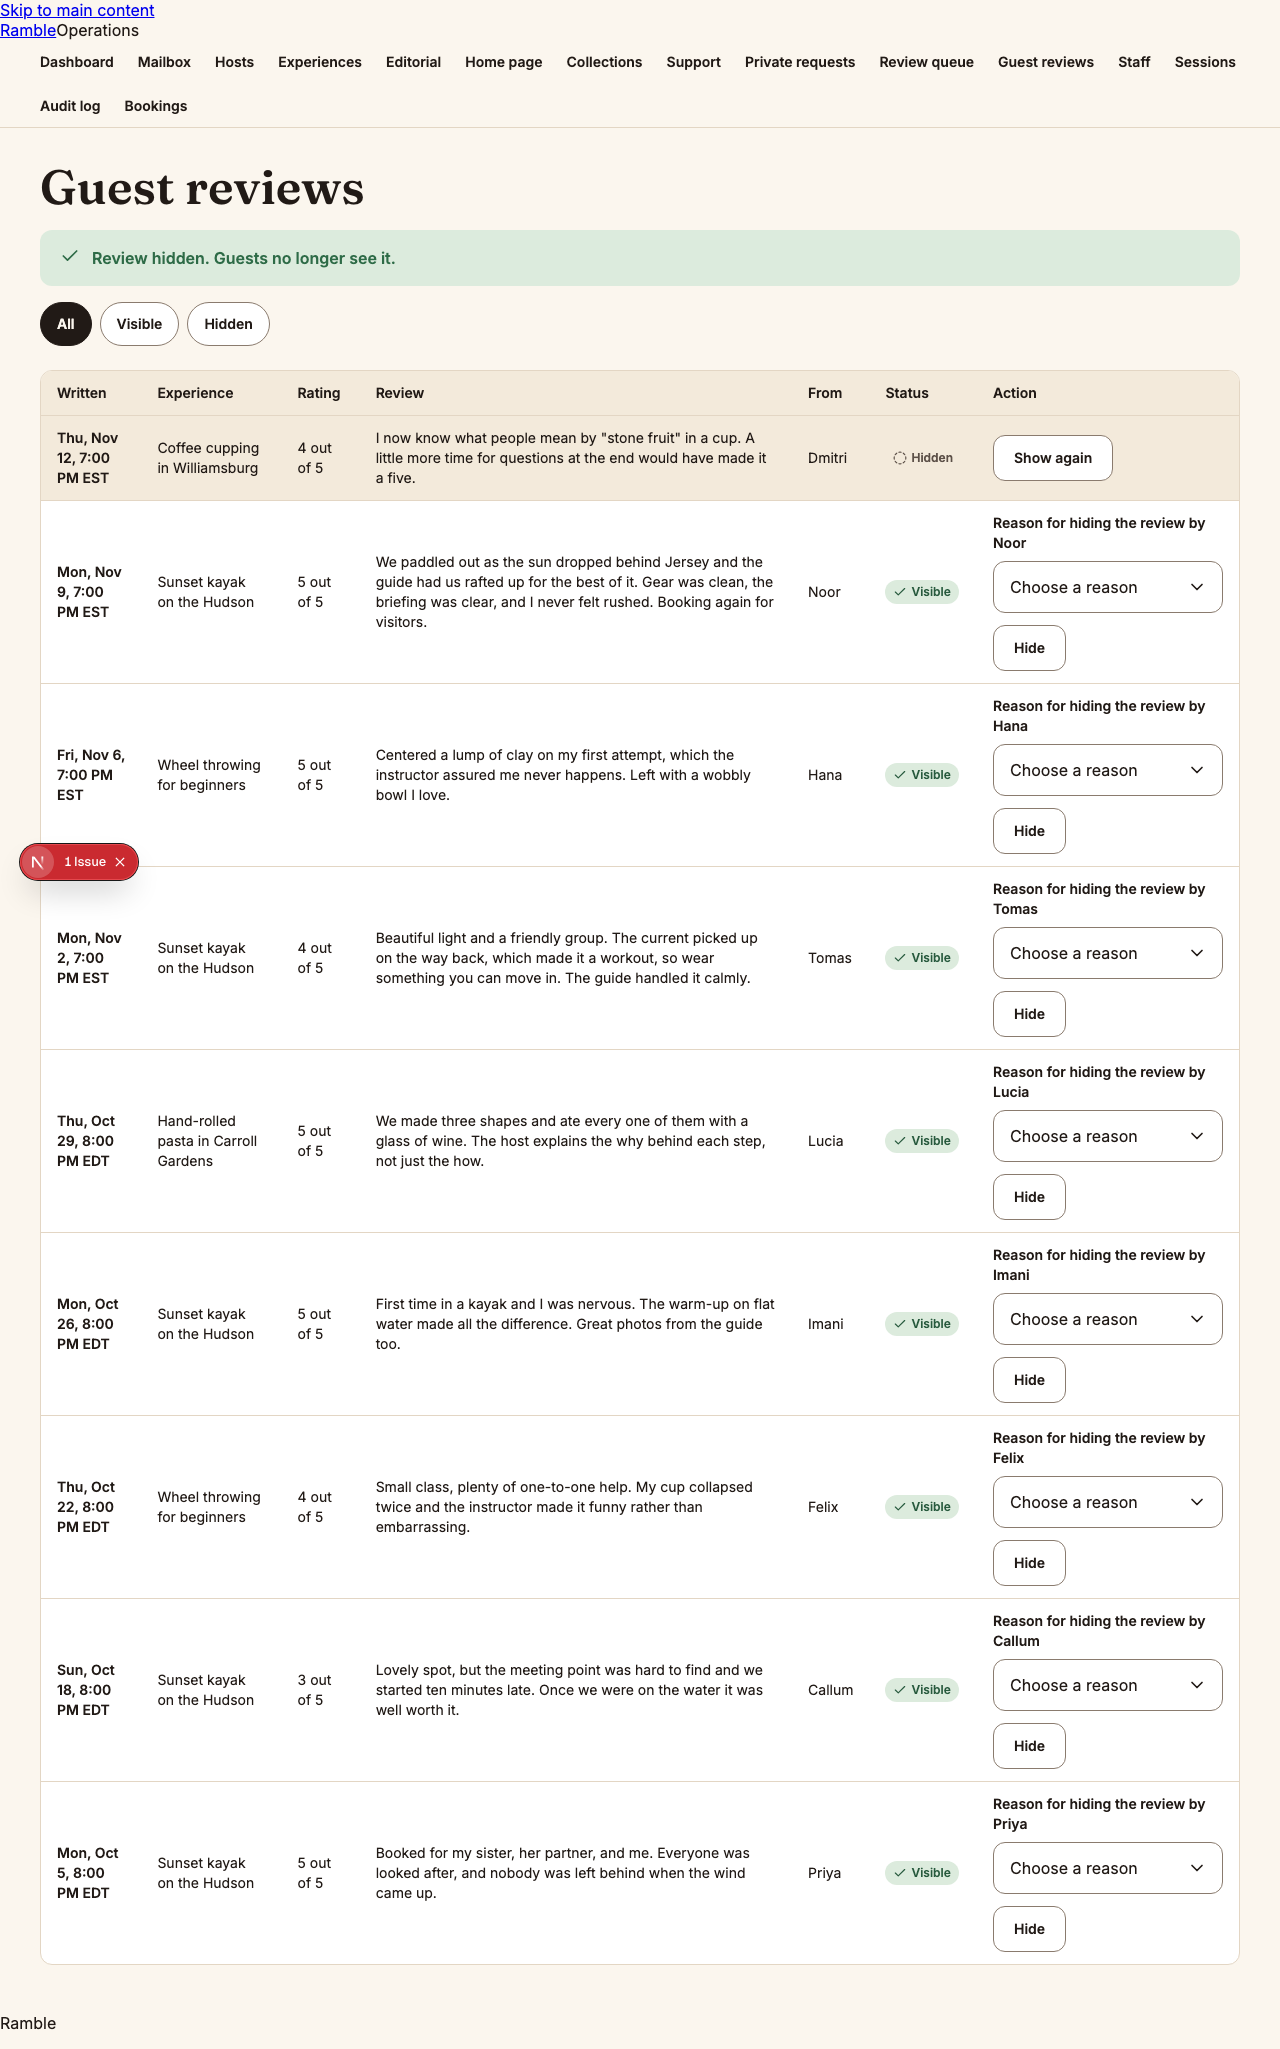 Skip to main content
RambleOperations
Dashboard Mailbox Hosts Experiences Editorial Home page Collections Support Private requests Review queue Guest reviews Staff Sessions
Audit log Bookings
Guest reviews
Review hidden. Guests no longer see it.
All Visible Hidden
Written Experience Rating Review From Status Action
Thu, Nov
12, 7:00
PM EST
Coffee cupping
in Williamsburg
4 out
of 5
I now know what people mean by "stone fruit" in a cup. A
little more time for questions at the end would have made it
a five.
Dmitri
Hidden
Show again
Mon, Nov
9, 7:00
PM EST
Sunset kayak
on the Hudson
5 out
of 5
We paddled out as the sun dropped behind Jersey and the
guide had us rafted up for the best of it. Gear was clean, the
briefing was clear, and I never felt rushed. Booking again for
visitors.
Noor
Visible
Reason for hiding the review by
Noor
Choose a reason
Hide
Fri, Nov 6,
7:00 PM
EST
Wheel throwing
for beginners
5 out
of 5
Centered a lump of clay on my first attempt, which the
instructor assured me never happens. Left with a wobbly
bowl I love.
Hana
Visible
Reason for hiding the review by
Hana
Choose a reason
Hide
1 Issue
Mon, Nov
2, 7:00
PM EST
Sunset kayak
on the Hudson
4 out
of 5
Beautiful light and a friendly group. The current picked up
on the way back, which made it a workout, so wear
something you can move in. The guide handled it calmly.
Tomas
Visible
Reason for hiding the review by
Tomas
Choose a reason
Hide
Thu, Oct
29, 8:00
PM EDT
Hand-rolled
pasta in Carroll
Gardens
5 out
of 5
We made three shapes and ate every one of them with a
glass of wine. The host explains the why behind each step,
not just the how.
Lucia
Visible
Reason for hiding the review by
Lucia
Choose a reason
Hide
Mon, Oct
26, 8:00
PM EDT
Sunset kayak
on the Hudson
5 out
of 5
First time in a kayak and I was nervous. The warm-up on flat
water made all the difference. Great photos from the guide
too.
Imani
Visible
Reason for hiding the review by
Imani
Choose a reason
Hide
Thu, Oct
22, 8:00
PM EDT
Wheel throwing
for beginners
4 out
of 5
Small class, plenty of one-to-one help. My cup collapsed
twice and the instructor made it funny rather than
embarrassing.
Felix
Visible
Reason for hiding the review by
Felix
Choose a reason
Hide
Sun, Oct
18, 8:00
PM EDT
Sunset kayak
on the Hudson
3 out
of 5
Lovely spot, but the meeting point was hard to find and we
started ten minutes late. Once we were on the water it was
well worth it.
Callum
Visible
Reason for hiding the review by
Callum
Choose a reason
Hide
Mon, Oct
5, 8:00
PM EDT
Sunset kayak
on the Hudson
5 out
of 5
Booked for my sister, her partner, and me. Everyone was
looked after, and nobody was left behind when the wind
came up.
Priya
Visible
Reason for hiding the review by
Priya
Choose a reason
Hide
Ramble